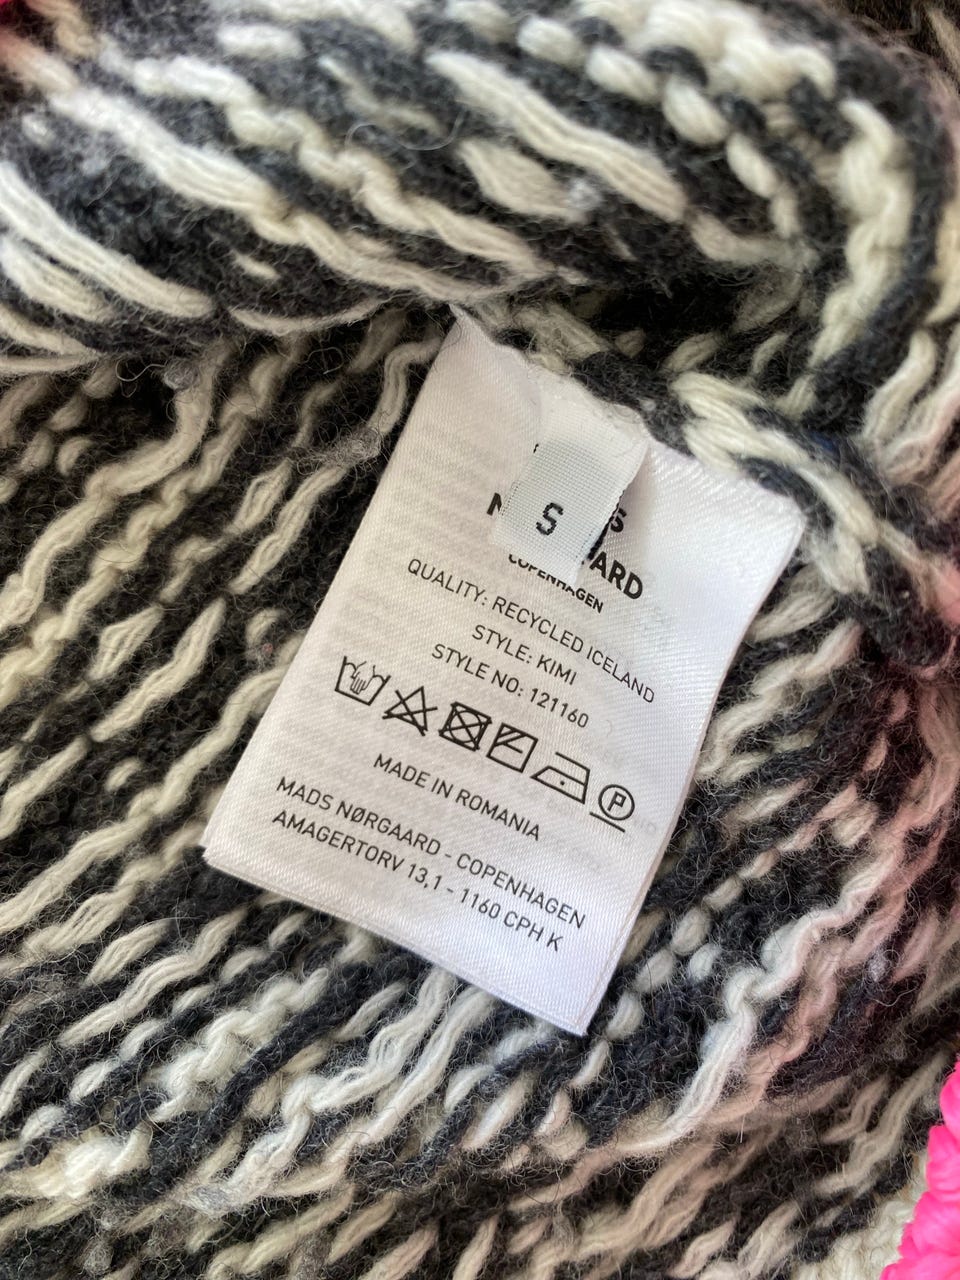 S
COPENHAGEN
QUALITY: RECYCLED ICELAND
STYLE: KIMI
STYLE NO: 121160
P
MADE IN ROMANIA
MADS NØRGAARD - COPENHAGEN
AMAGERTORV 13,1 - 1160 CPH K